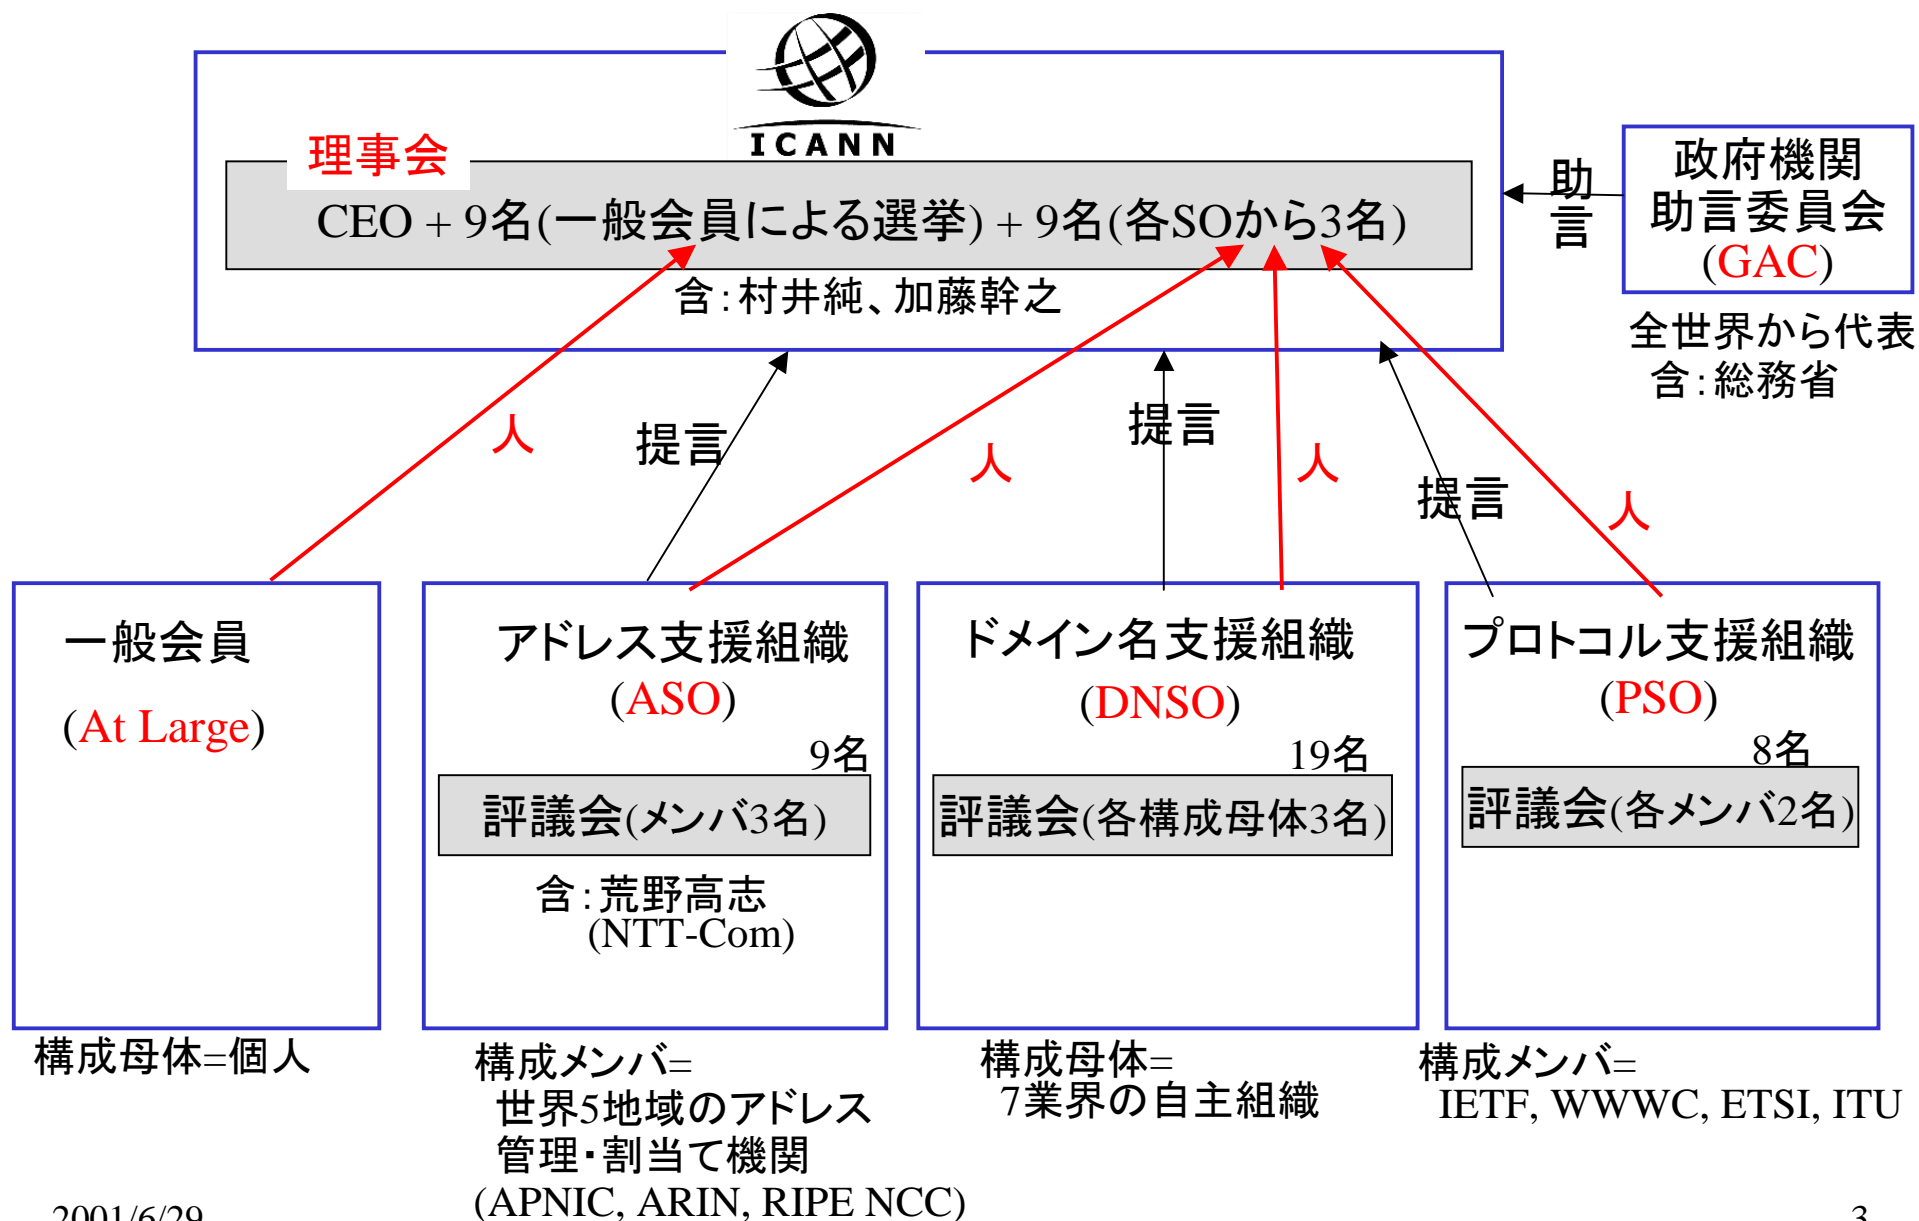 ICANN
理事会
CEO + 9名(一般会員による選挙) + 9名(各SOから3名)
含:村井純、加藤幹之
助言
政府機関
助言委員会
(GAC)
全世界から代表
含:総務省
人
提言
人
提言
人
提言
人
一般会員
(At Large)
構成母体=個人
アドレス支援組織
(ASO)
9名
評議会(メンバ3名)
含:荒野高志
(NTT-Com)
構成メンバ=
世界5地域のアドレス
管理・割当て機関
(APNIC, ARIN, RIPE NCC)
ドメイン名支援組織
(DNSO)
19名
評議会(各構成母体3名)
構成母体=
7業界の自主組織
プロトコル支援組織
(PSO)
8名
評議会(各メンバ2名)
構成メンバ=
IETF, WWWC, ETSI, ITU
2001/6/29
3